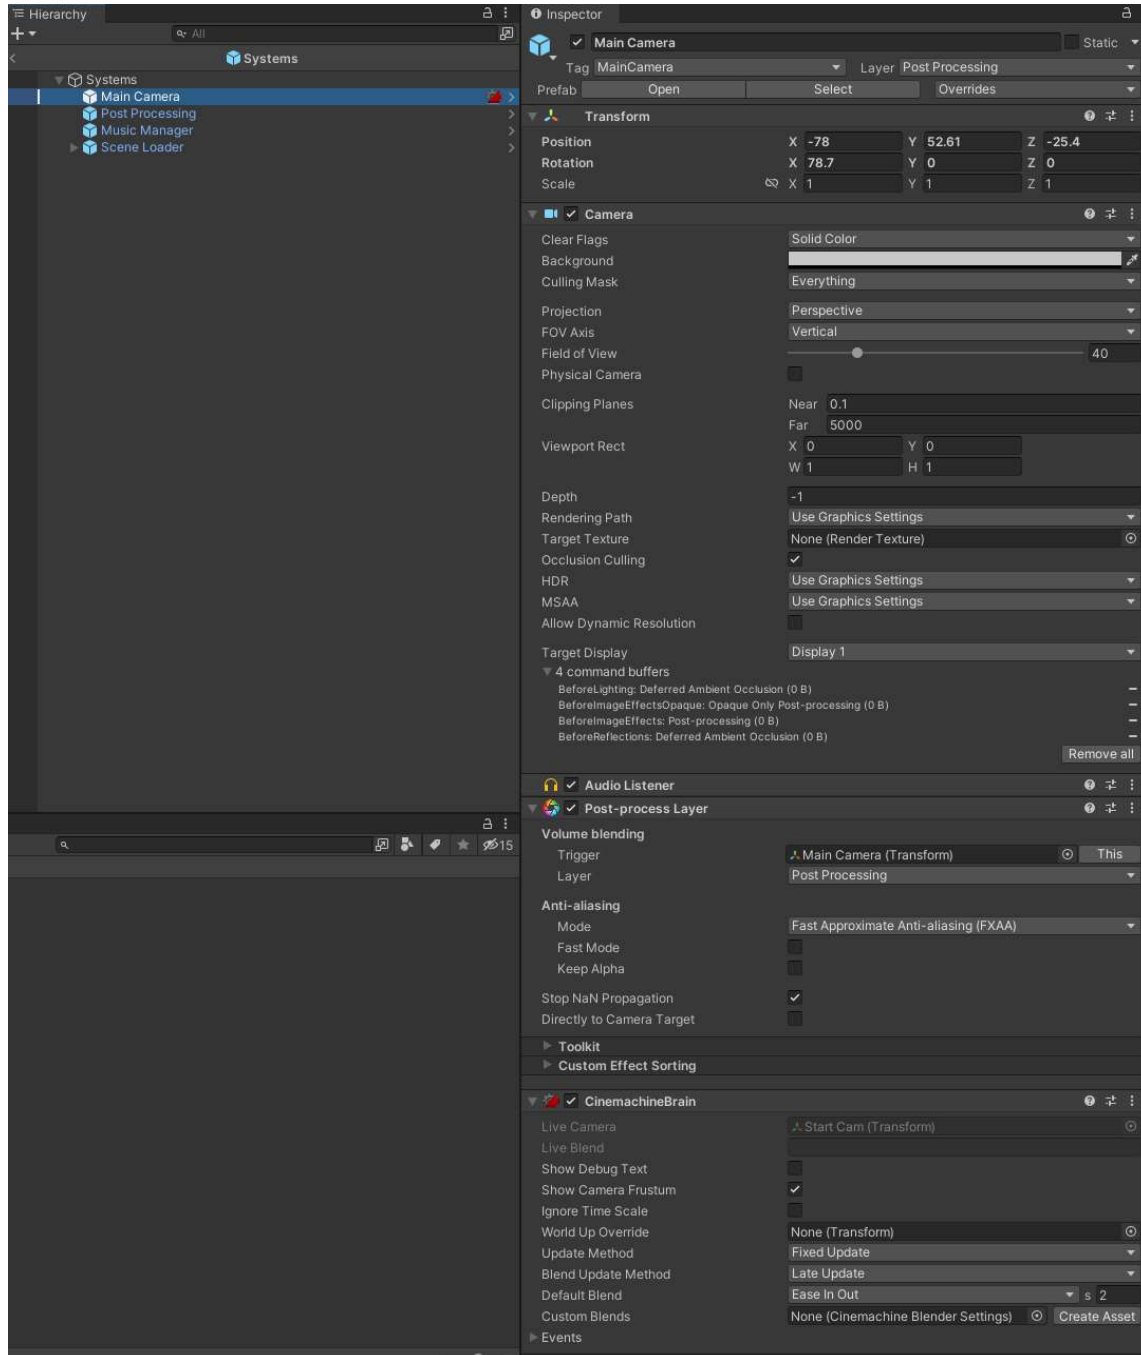 Hierarchy
All
Systems
Systems
Main Camera
Post Processing
Music Manager
Scene Loader
15
Inspector
Main Camera
Static
Tag MainCamera Layer Post Processing
Prefab Open Select Overrides
Transform
Position X -78 Y 52.61 Z -25.4
Rotation X 78.7 Y 0 Z 0
Scale X 1 Y 1 Z 1
Camera
Clear Flags Solid Color
Background
Culling Mask Everything
Projection Perspective
FOV Axis Vertical
Field of View 40
Physical Camera
Clipping Planes Near 0.1
Far 5000
Viewport Rect X 0 Y 0
W 1 H 1
Depth -1
Rendering Path Use Graphics Settings
Target Texture None (Render Texture)
Occlusion Culling
HDR Use Graphics Settings
MSAA Use Graphics Settings
Allow Dynamic Resolution
Target Display Display 1
4 command buffers
BeforeLighting: Deferred Ambient Occlusion (0 B)
BeforeImageEffectsOpaque: Opaque Only Post-processing (0 B)
BeforeImageEffects: Post-processing (0 B)
BeforeReflections: Deferred Ambient Occlusion (0 B)
Remove all
Audio Listener
Post-process Layer
Volume blending
Trigger Main Camera (Transform) This
Layer Post Processing
Anti-aliasing
Mode Fast Approximate Anti-aliasing (FXAA)
Fast Mode
Keep Alpha
Stop NaN Propagation
Directly to Camera Target
Toolkit
Custom Effect Sorting
CinemachineBrain
Live Camera Start Cam (Transform)
Live Blend
Show Debug Text
Show Camera Frustum
Ignore Time Scale
World Up Override None (Transform)
Update Method Fixed Update
Blend Update Method Late Update
Default Blend Ease In Out s 2
Custom Blends None (Cinemachine Blender Settings) Create Asset
Events